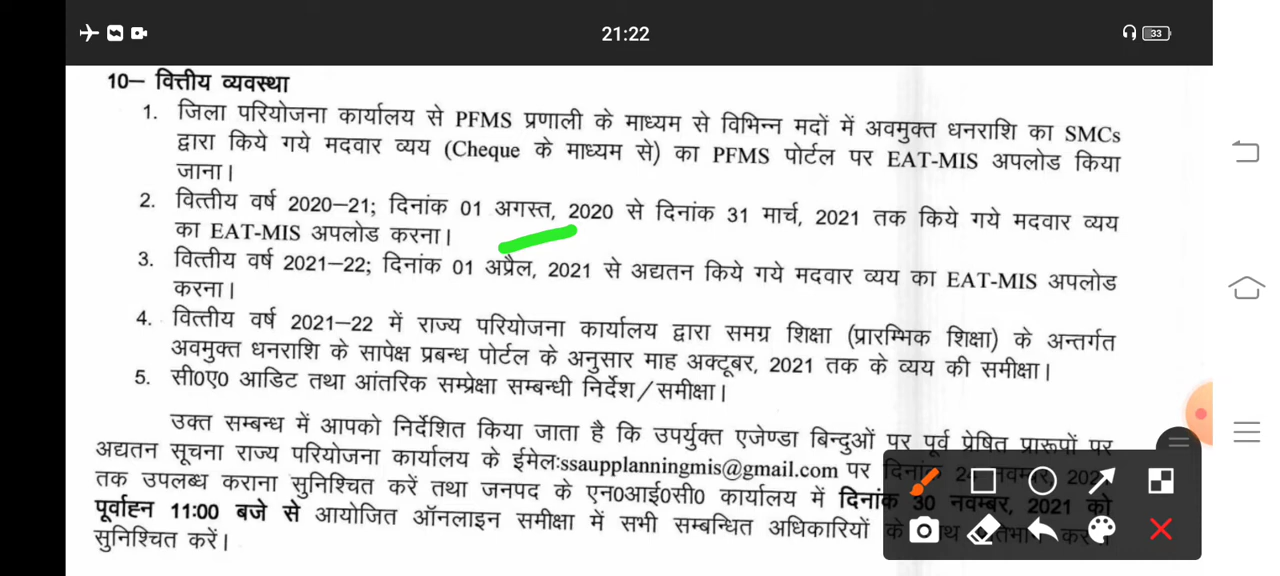 21:22
33
10– वित्तीय व्यवस्था
1. जिला परियोजना कार्यालय से PFMS प्रणाली के माध्यम से विभिन्न मदों में अवमुक्त धनराशि का SMCs
द्वारा किये गये मदवार व्यय (Cheque के माध्यम से) का PFMS पोर्टल पर EAT-MIS अपलोड किया
जाना।
2. वित्तीय वर्ष 2020–21; दिनांक 01 अगस्त, 2020 से दिनांक 31 मार्च, 2021 तक किये गये मदवार व्यय
का EAT-MIS अपलोड करना।
3. वित्तीय वर्ष 2021–22; दिनांक 01 अप्रैल, 2021 से अद्यतन किये गये मदवार व्यय का EAT-MIS अपलोड
करना।
4. वित्तीय वर्ष 2021–22 में राज्य परियोजना कार्यालय द्वारा समग्र शिक्षा (प्रारम्भिक शिक्षा) के अन्तर्गत
अवमुक्त धनराशि के सापेक्ष प्रबन्ध पोर्टल के अनुसार माह अक्टूबर, 2021 तक के व्यय की समीक्षा।
5. सी0ए0 आडिट तथा आंतरिक सम्प्रेक्षा सम्बन्धी निर्देश/समीक्षा।
उक्त सम्बन्ध में आपको निर्देशित किया जाता है कि उपर्युक्त एजेण्डा बिन्दुओं पर पूर्व प्रेषित प्रारूपों पर
अद्यतन सूचना राज्य परियोजना कार्यालय के ईमेलःssaupplanningmis@gmail.com पर दिनांक नवम्बर,
तक उपलब्ध कराना सुनिश्चित करें तथा जनपद के एन0आई0सी0 कार्यालय में दिनांक 30 नवम्बर, 2021 को
पूर्वाह्न 11:00 बजे से आयोजित ऑनलाइन समीक्षा में सभी सम्बन्धित अधिकारियों के
सुनिश्चित करें।